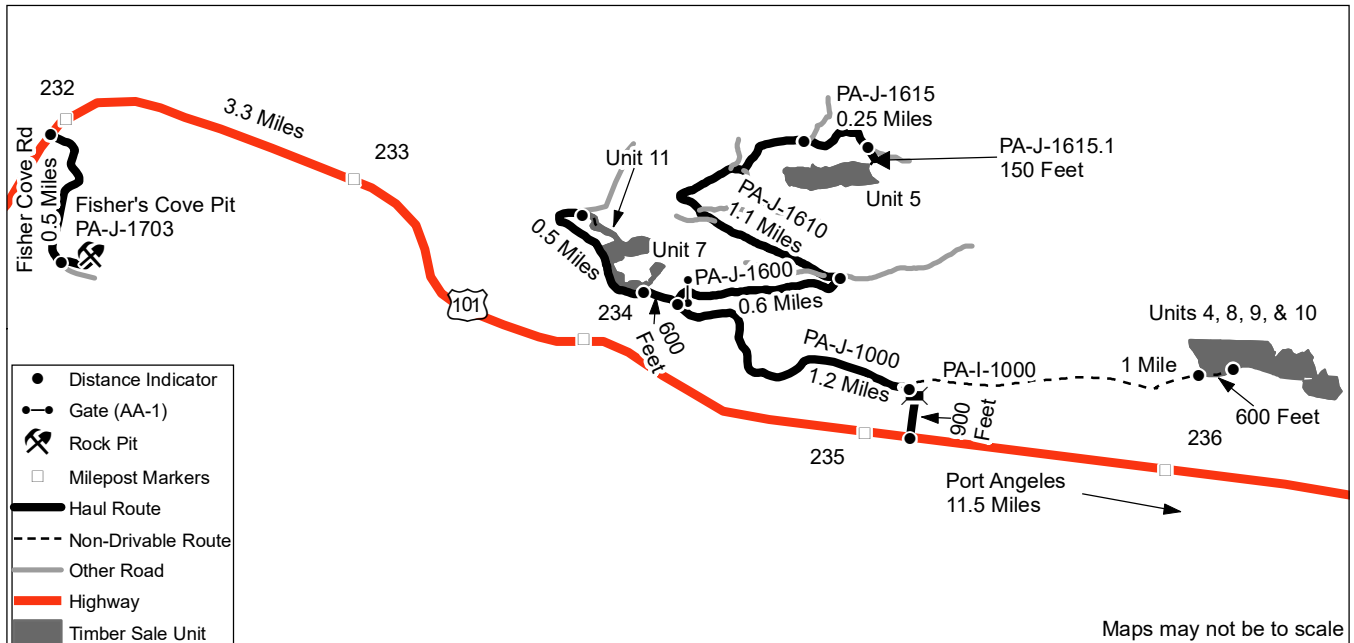 232
3.3 Miles
233
Fisher Cove Rd
0.5 Miles
Fisher's Cove Pit
PA-J-1703
101
Unit 11
0.5 Miles
Unit 7
234
600
Feet
PA-J-1615
0.25 Miles
PA-J-1615.1
150 Feet
Unit 5
PA-J-1610
1.1 Miles
PA-J-1600
0.6 Miles
PA-J-1000
1.2 Miles
PA-I-1000
1 Mile
Units 4, 8, 9, & 10
600 Feet
900
Feet
235
236
Port Angeles
11.5 Miles
Distance Indicator
Gate (AA-1)
Rock Pit
Milepost Markers
Haul Route
Non-Drivable Route
Other Road
Highway
Timber Sale Unit
Maps may not be to scale